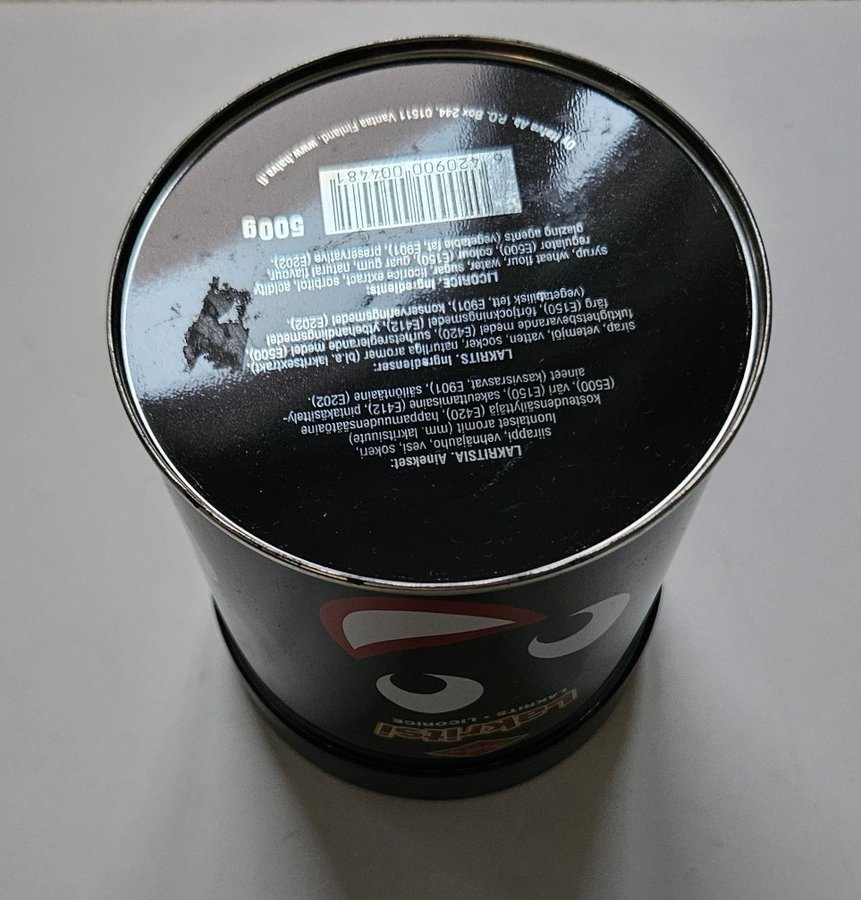 Lakritsi
LAKRITS • LICORICE
LAKRITSIA. Ainekset:
siirappi, vehnäjauho, vesi, sokeri,
luontaiset aromit (mm. lakritsiuute)
kosteudensäilyttäjä (E420), happamuudensäätöaine
(E500) väri (E150) sakeuttamisaine (E412), pintakäsittely-
aineet (kasvirasvat, E901), säilöntäaine (E202).
LAKRITS. Ingredienser:
sirap, vetemjöl, vatten, socker, naturliga aromer (bl.a. lakritsextrakt)
fuktighetsbevarande medel (E420), surhetsreglerande medel (E500),
färg (E150), förtjockningsmedel (E412), ytbehandlingsmedel
(vegetabilisk fett, E901), konserveringsmedel (E202).
LICORICE. Ingredients:
syrup, wheat flour, water, sugar, licorice extract, sorbitol, acidity
regulator (E500), colour (E150), guar gum, natural flavour,
glazing agents (vegetable fat, E901), preservative (E202).
500g
6 420900 004481
Oy Halva Ab, P.O. Box 244, 01511 Vantaa Finland. www.halva.fi